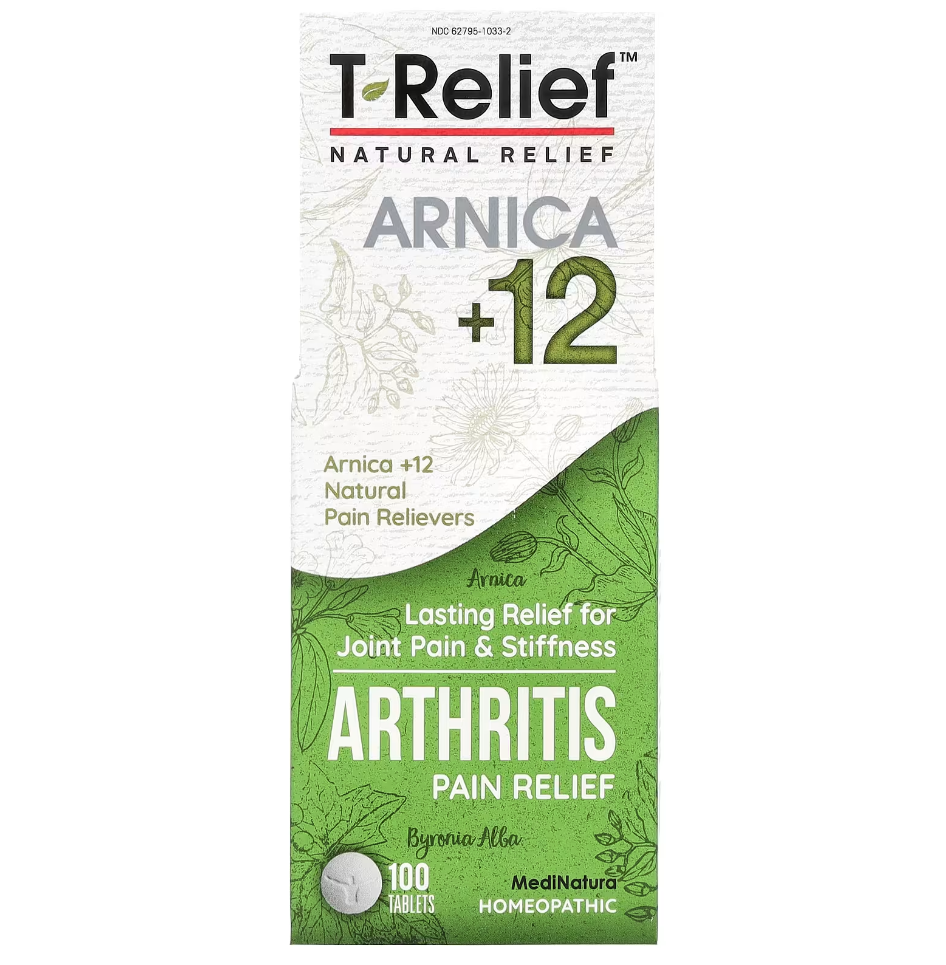 NDC 62795-1033-2
T-Relief™
NATURAL RELIEF
ARNICA
+12
Arnica +12
Natural
Pain Relievers
Arnica
Lasting Relief for
Joint Pain & Stiffness
ARTHRITIS
PAIN RELIEF
Byronia Alba
100
TABLETS
MediNatura
HOMEOPATHIC